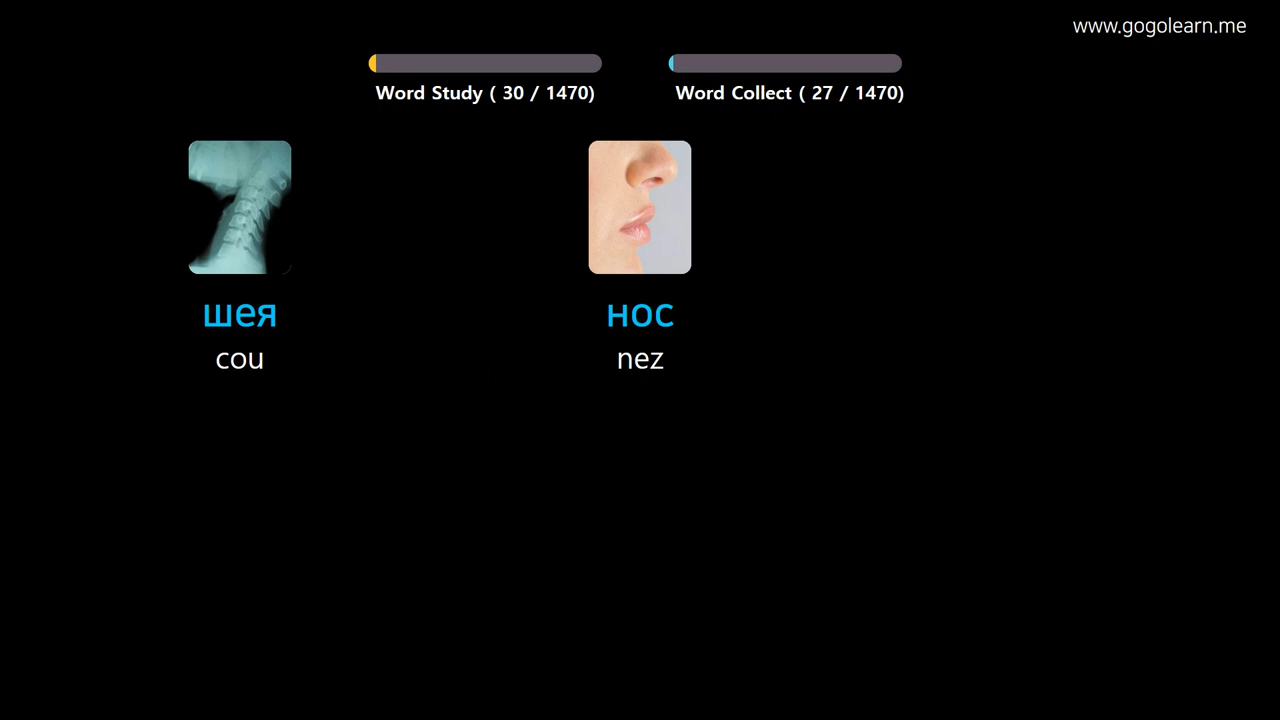 www.gogolearn.me
Word Study ( 30 / 1470)
Word Collect ( 27 / 1470)
шея
cou
нос
nez